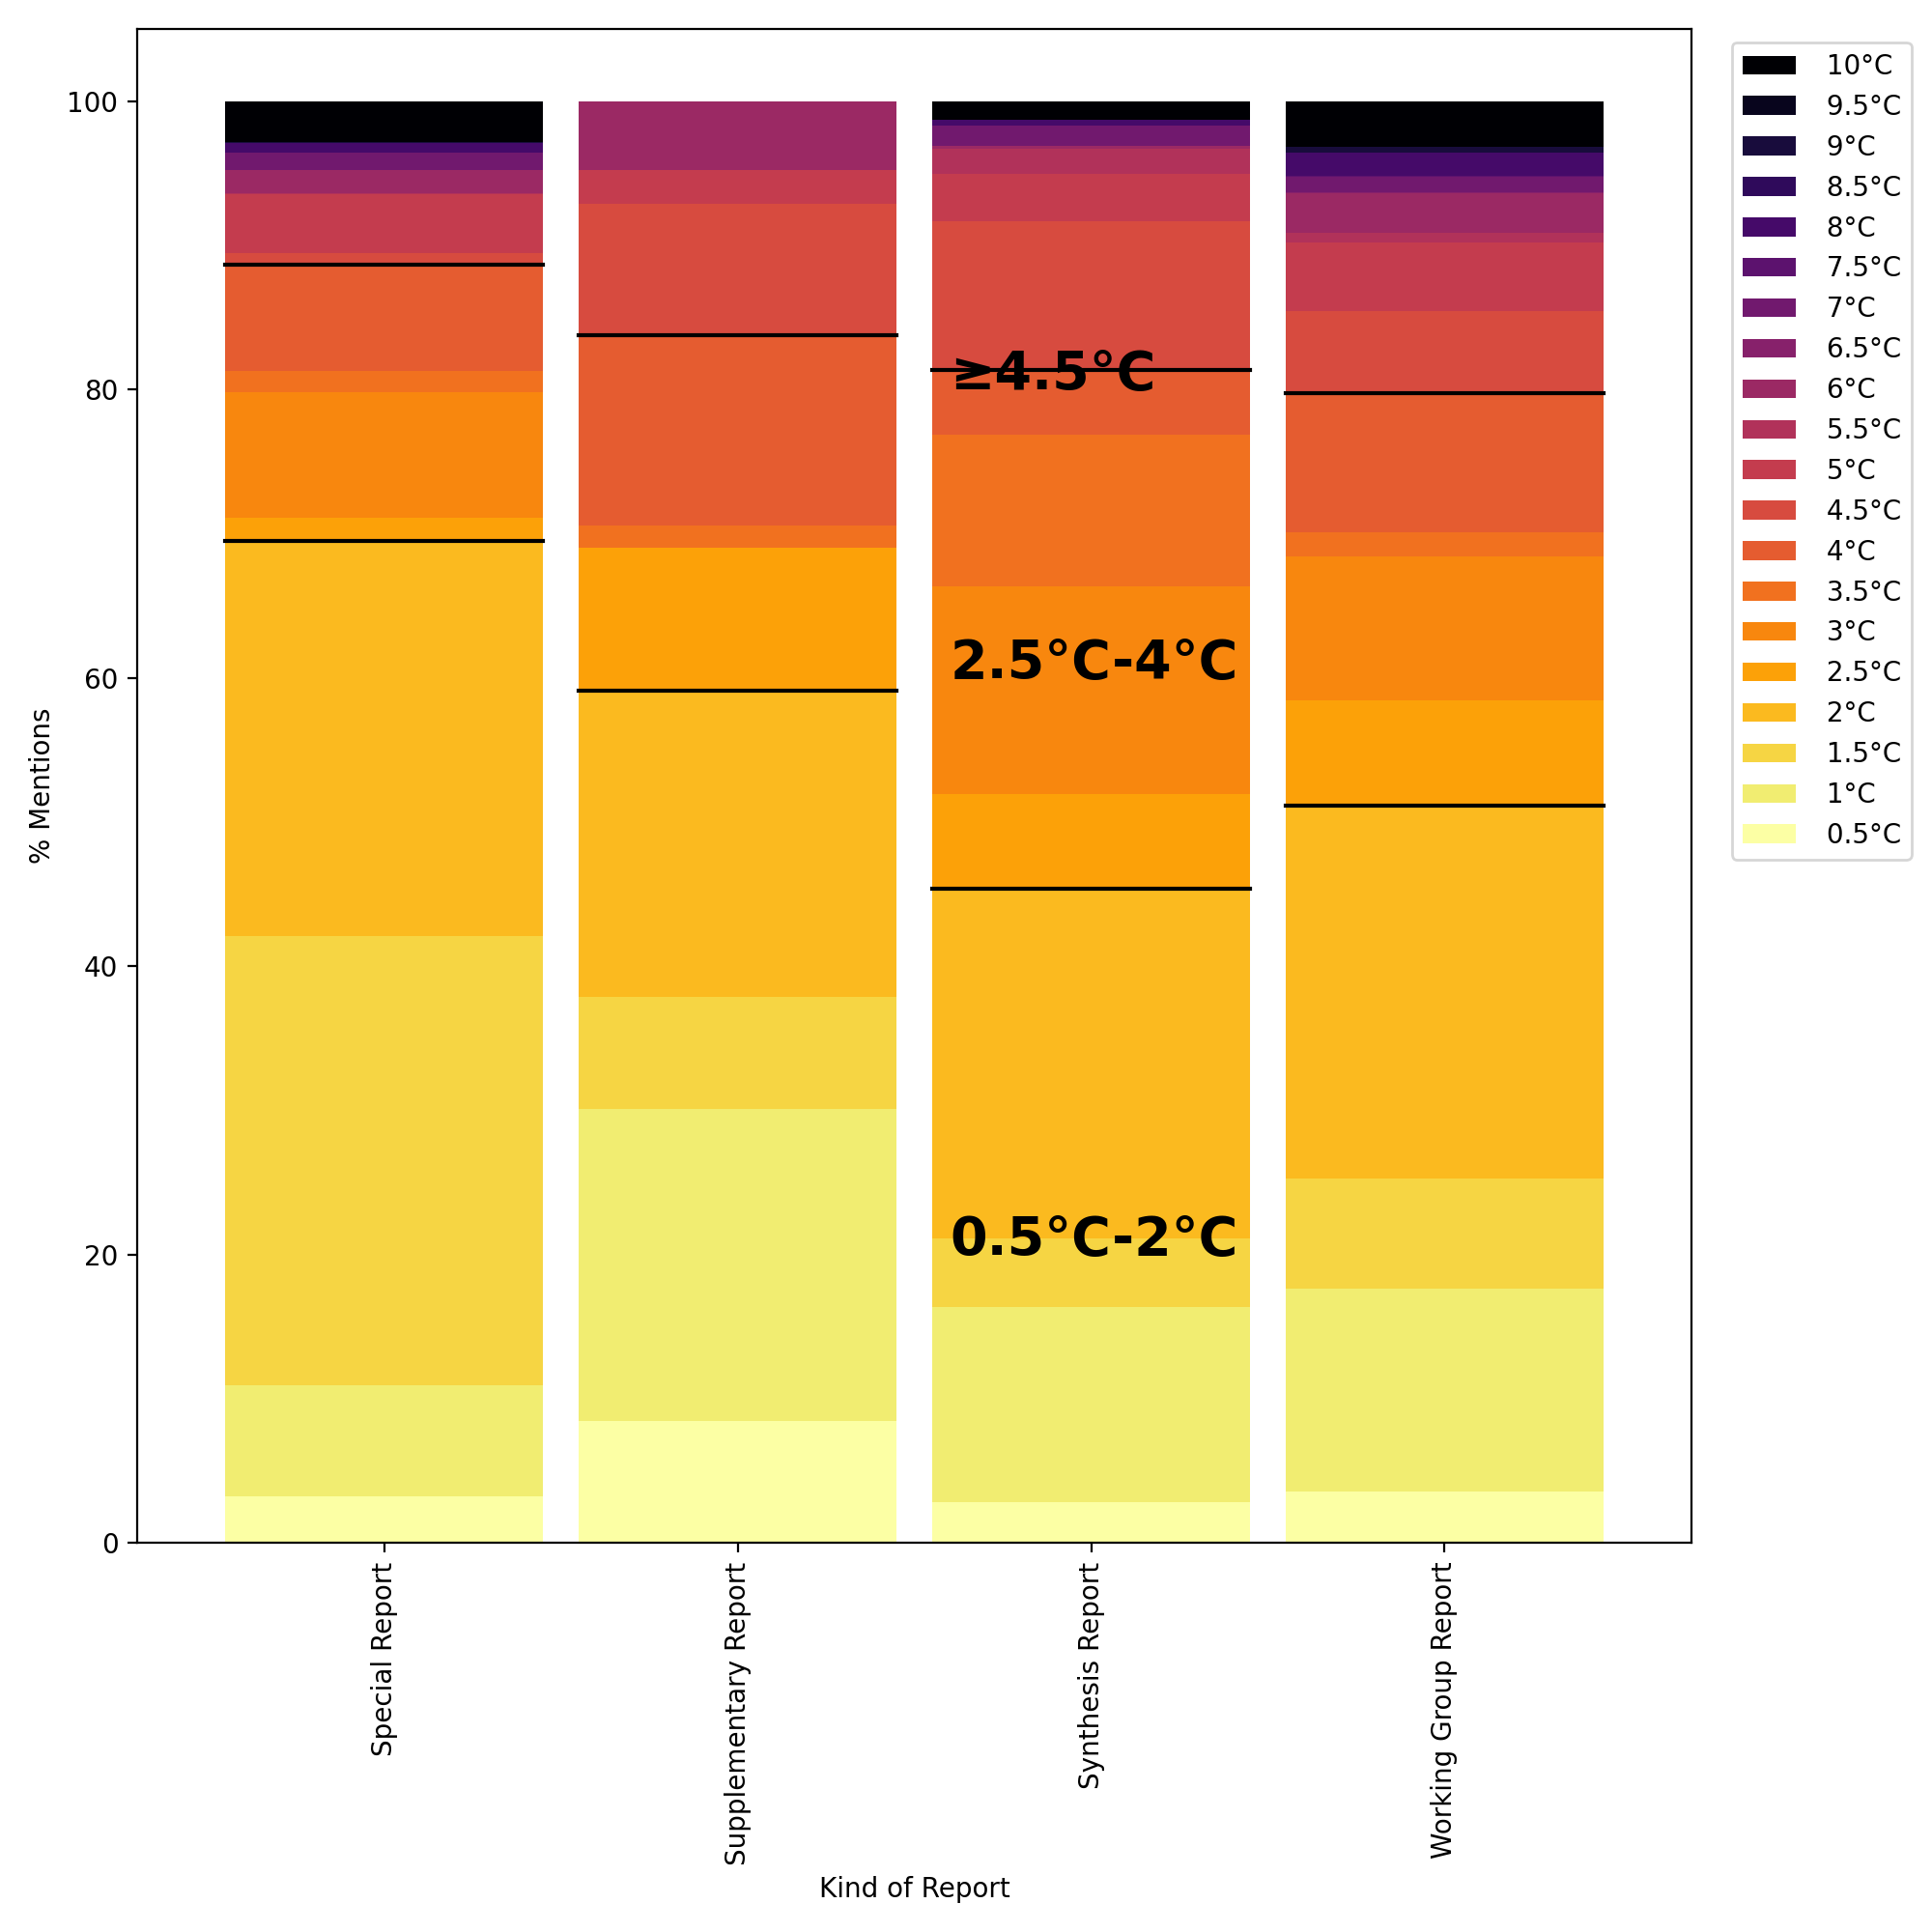 100
80
60
40
20
0
% Mentions
≥4.5°C
2.5°C-4°C
0.5°C-2°C
Special Report
Supplementary Report
Synthesis Report
Working Group Report
Kind of Report
10°C
9.5°C
9°C
8.5°C
8°C
7.5°C
7°C
6.5°C
6°C
5.5°C
5°C
4.5°C
4°C
3.5°C
3°C
2.5°C
2°C
1.5°C
1°C
0.5°C